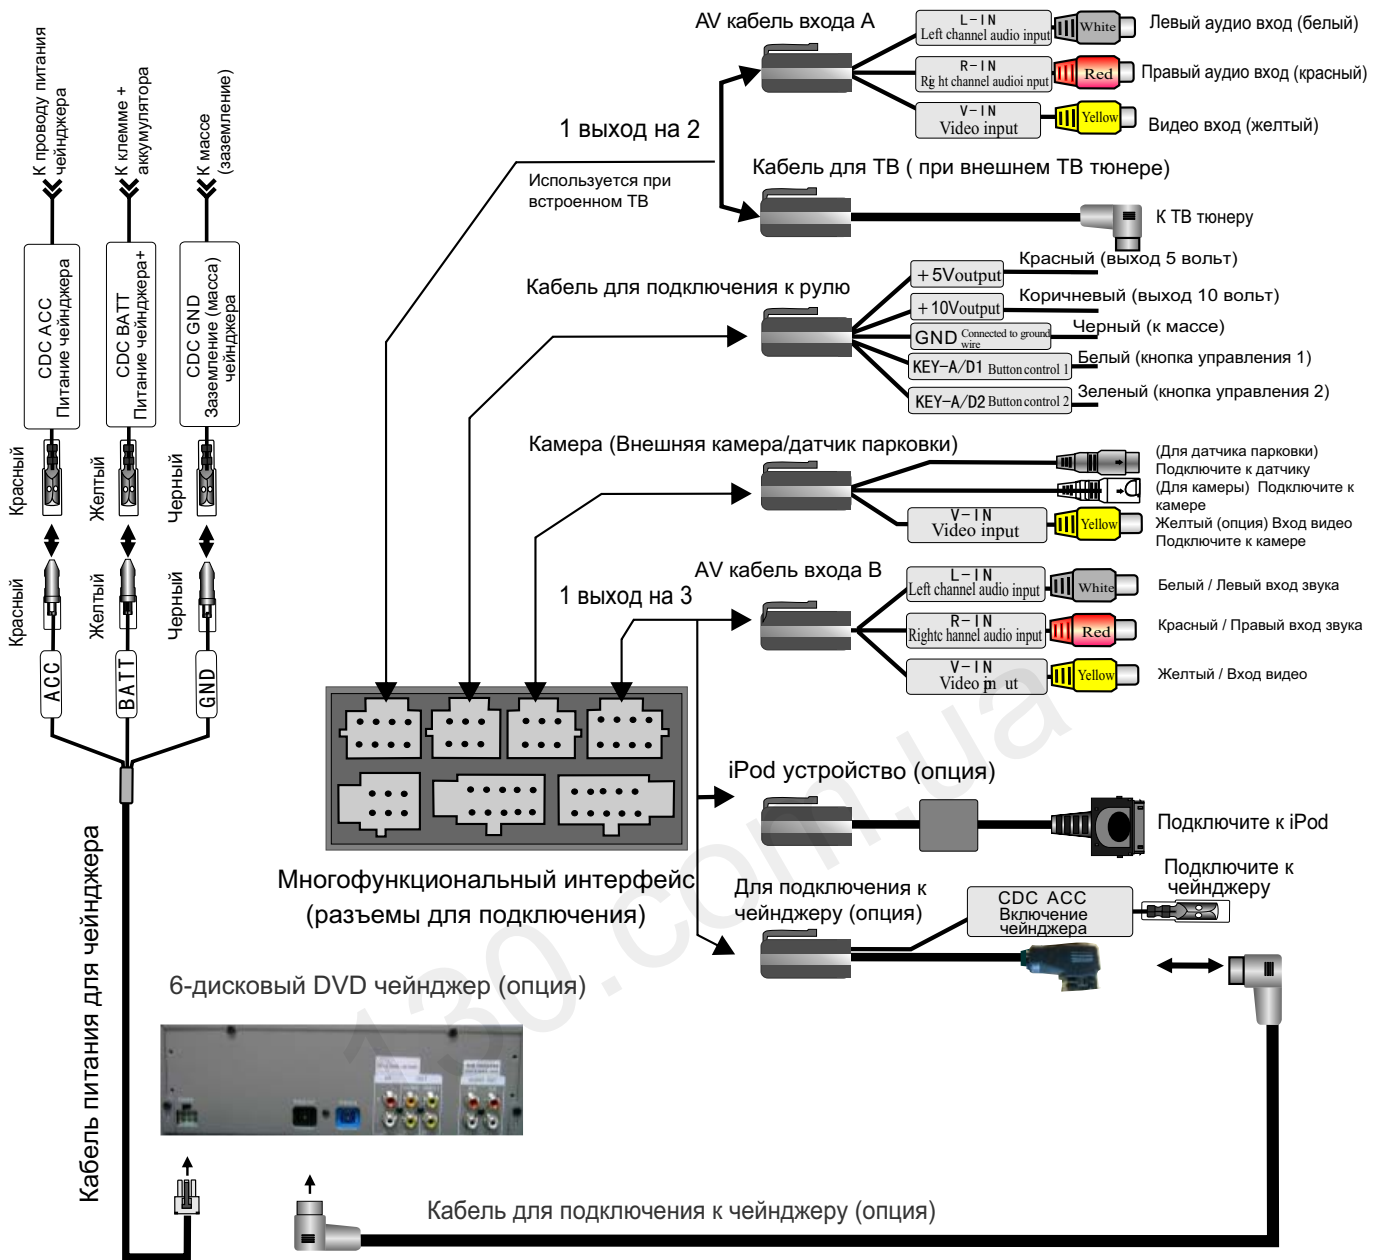 К проводу питания
чейнджера
К клемме +
аккумулятора
К массе
(заземление)
CDC ACC
Питание чейнджера
CDC BATT
Питание чейнджера+
CDC GND
Заземление (масса)
чейнджера
Красный
Желтый
Черный
Красный
Желтый
Черный
ACC
BATT
GND
Кабель питания для чейнджера
AV кабель входа А
L-IN
Left channel audio input
White
Левый аудио вход (белый)
R-IN
Rig ht channel audioi nput
Red
Правый аудио вход (красный)
V-IN
Video input
Yellow
Видео вход (желтый)
1 выход на 2
Используется при
встроенном ТВ
Кабель для ТВ ( при внешнем ТВ тюнере)
К ТВ тюнеру
Кабель для подключения к рулю
+5Voutput
Красный (выход 5 вольт)
+10Voutput
Коричневый (выход 10 вольт)
GND Connected to ground
wire
Черный (к массе)
KEY-A/D1 Button control 1
Белый (кнопка управления 1)
KEY-A/D2 Button control 2
Зеленый (кнопка управления 2)
Камера (Внешняя камера/датчик парковки)
(Для датчика парковки)
Подключите к датчику
(Для камеры) Подключите к
камере
V-IN
Video input
Yellow
Желтый (опция) Вход видео
Подключите к камере
AV кабель входа В
1 выход на 3
L-IN
Left channel audio input
White
Белый / Левый вход звука
R-IN
Rightc hannel audio input
Red
Красный / Правый вход звука
V-IN
Video in ut
Yellow
Желтый / Вход видео
iPod устройство (опция)
Подключите к iPod
Многофункциональный интерфейс
(разъемы для подключения)
Для подключения к
чейнджеру (опция)
CDC ACC
Включение
чейнджера
Подключите к
чейнджеру
6-дисковый DVD чейнджер (опция)
Кабель для подключения к чейнджеру (опция)
130.com.ua